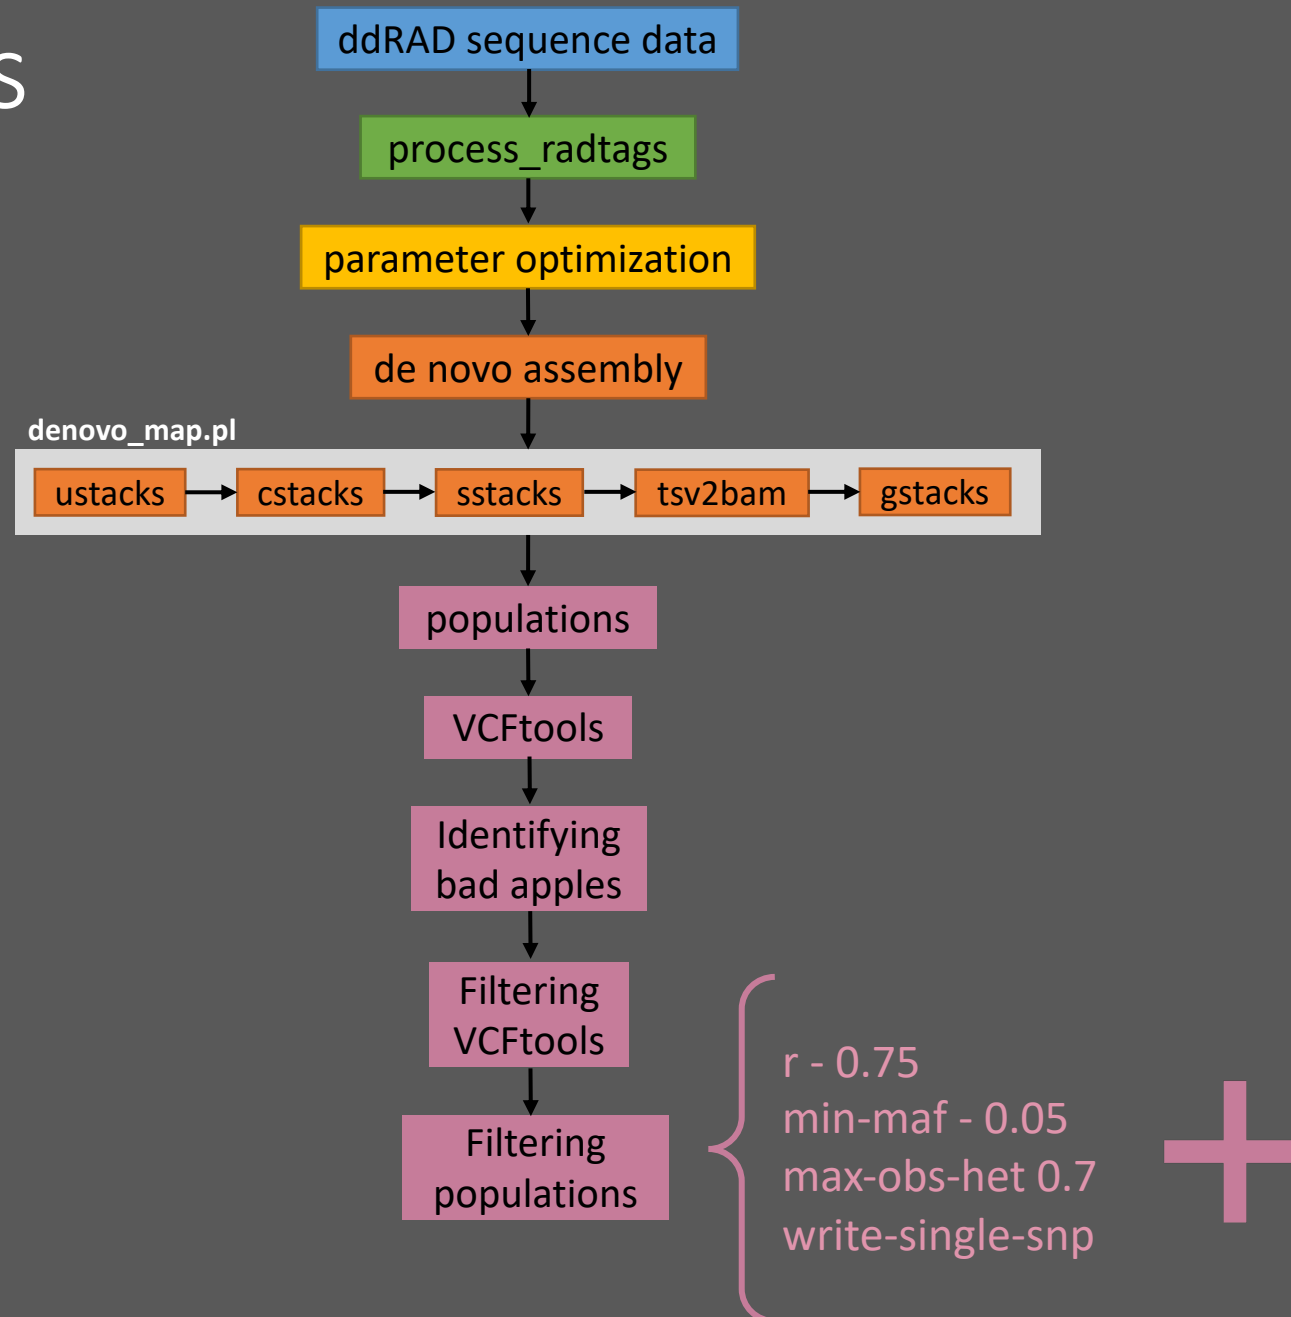 S
ddRAD sequence data
process_radtags
parameter optimization
de novo assembly
denovo_map.pl
ustacks
cstacks
sstacks
tsv2bam
gstacks
populations
VCFtools
Identifying
bad apples
Filtering
VCFtools
Filtering
populations
r - 0.75
min-maf - 0.05
max-obs-het 0.7
write-single-snp
+